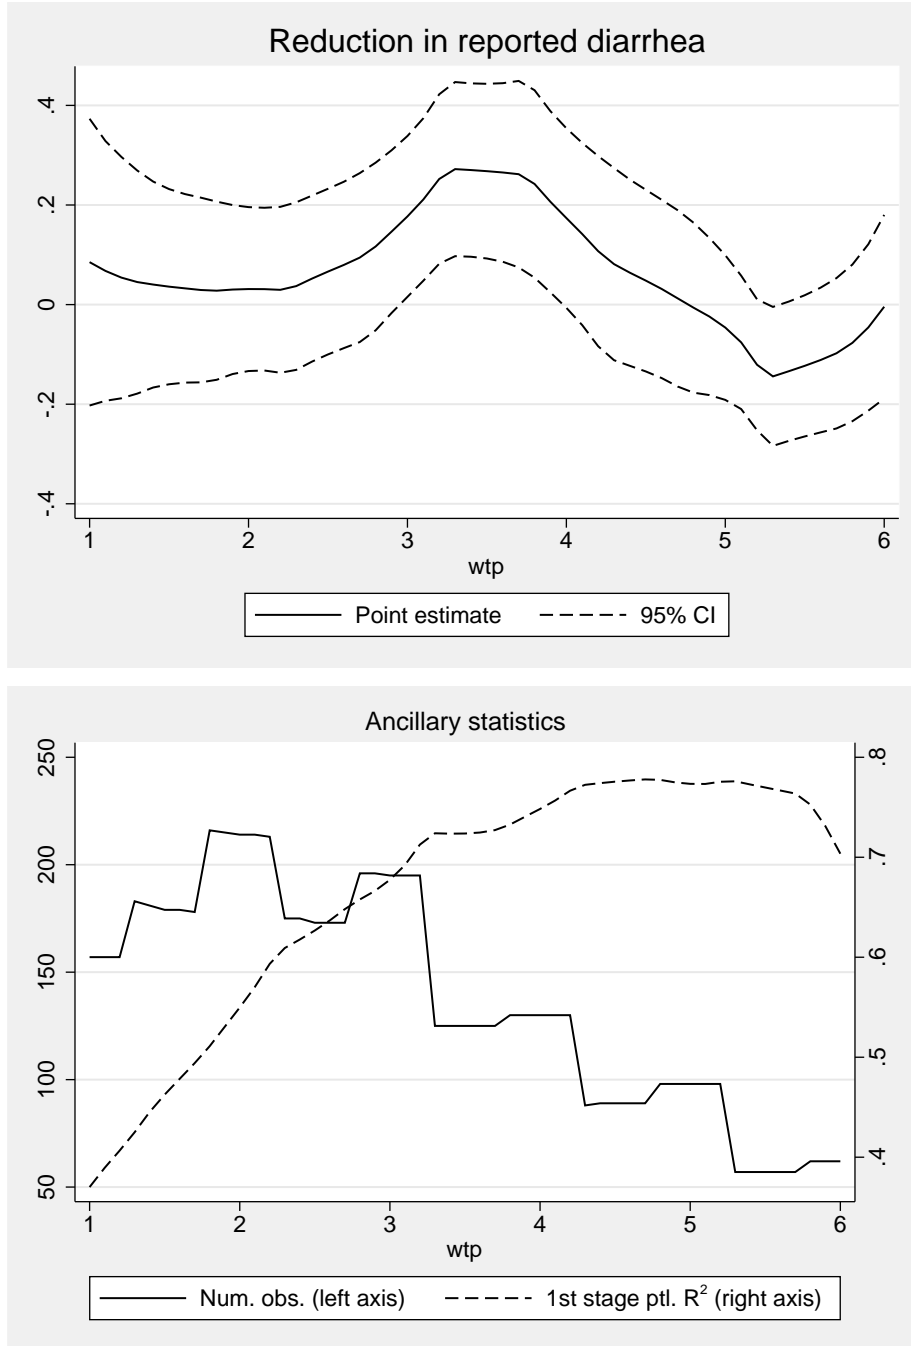 Reduction in reported diarrhea
.4
.2
0
-.2
-.4
1 2 3 4 5 6
wtp
Point estimate 95% CI
Ancillary statistics
250
200
150
100
50
.8
.7
.6
.5
.4
1 2 3 4 5 6
wtp
Num. obs. (left axis) 1st stage ptl. R² (right axis)